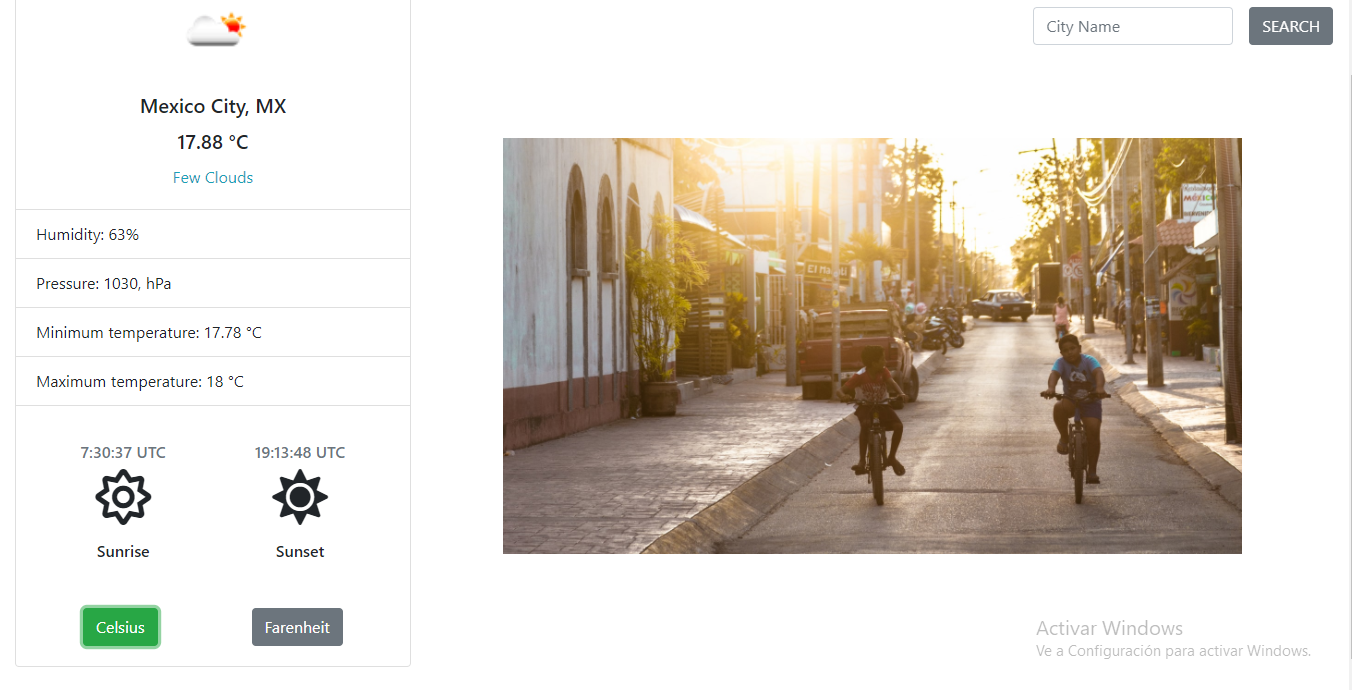 City Name
SEARCH
Mexico City, MX
17.88 °C
Few Clouds
Humidity: 63%
Pressure: 1030, hPa
Minimum temperature: 17.78 °C
Maximum temperature: 18 °C
7:30:37 UTC
19:13:48 UTC
Sunrise
Sunset
Celsius
Farenheit
MÉXICO
BIENVENIDOS
Activar Windows
Ve a Configuración para activar Windows.